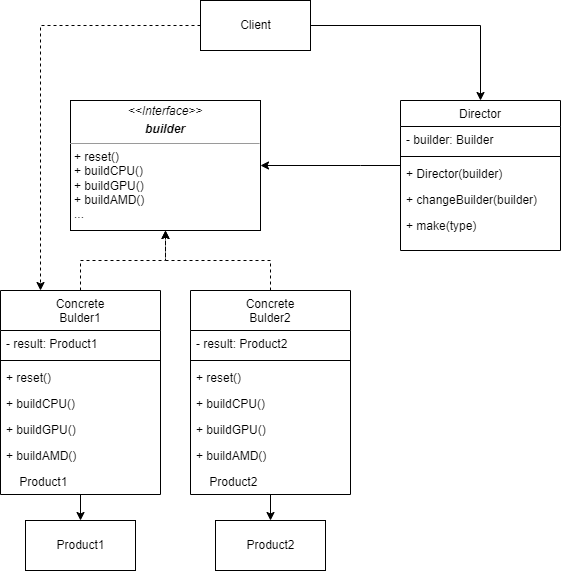 Client
<<Interface>>
builder
+ reset()
+ buildCPU()
+ buildGPU()
+ buildAMD()
...
Director
- builder: Builder
+ Director(builder)
+ changeBuilder(builder)
+ make(type)
Concrete
Bulder1
- result: Product1
+ reset()
+ buildCPU()
+ buildGPU()
+ buildAMD()
Product1
Concrete
Bulder2
- result: Product2
+ reset()
+ buildCPU()
+ buildGPU()
+ buildAMD()
Product2
Product1
Product2